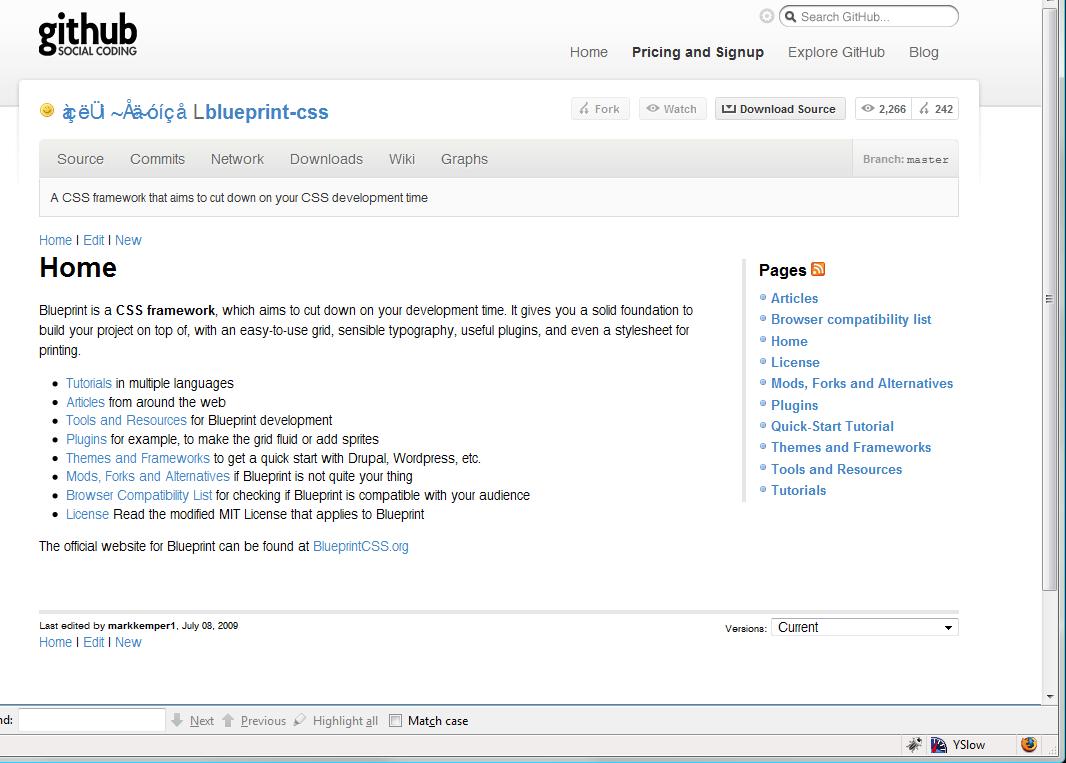 github
SOCIAL CODING
Search GitHub...
Home Pricing and Signup Explore GitHub Blog
Lblueprint-css
Fork Watch Download Source 2,266 242
Source Commits Network Downloads Wiki Graphs Branch: master
A CSS framework that aims to cut down on your CSS development time
Home | Edit | New
Home
Blueprint is a CSS framework, which aims to cut down on your development time. It gives you a solid foundation to
build your project on top of, with an easy-to-use grid, sensible typography, useful plugins, and even a stylesheet for
printing.
Tutorials in multiple languages
Articles from around the web
Tools and Resources for Blueprint development
Plugins for example, to make the grid fluid or add sprites
Themes and Frameworks to get a quick start with Drupal, Wordpress, etc.
Mods, Forks and Alternatives if Blueprint is not quite your thing
Browser Compatibility List for checking if Blueprint is compatible with your audience
License Read the modified MIT License that applies to Blueprint
The official website for Blueprint can be found at BlueprintCSS.org
Pages
Articles
Browser compatibility list
Home
License
Mods, Forks and Alternatives
Plugins
Quick-Start Tutorial
Themes and Frameworks
Tools and Resources
Tutorials
Last edited by markkemper1, July 08, 2009
Home | Edit | New
Versions: Current
nd: Next Previous Highlight all Match case
YSlow